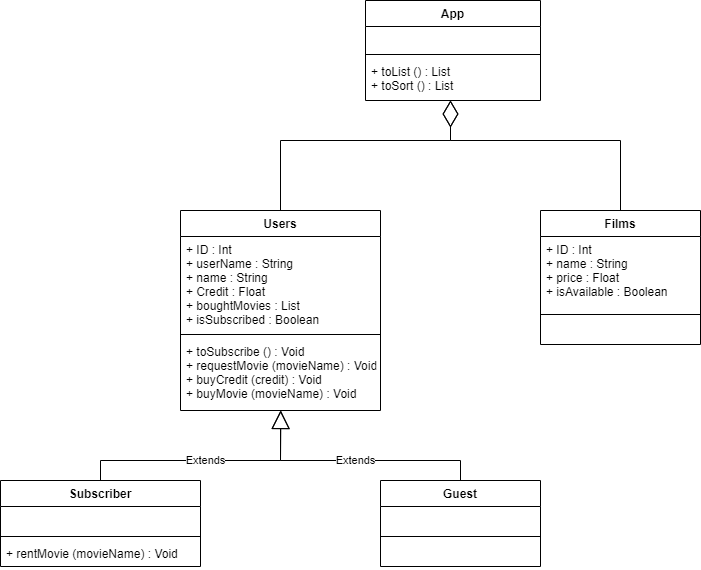 App
+ toList () : List
+ toSort () : List
Users
+ ID : Int
+ userName : String
+ name : String
+ Credit : Float
+ boughtMovies : List
+ isSubscribed : Boolean
+ toSubscribe () : Void
+ requestMovie (movieName) : Void
+ buyCredit (credit) : Void
+ buyMovie (movieName) : Void
Films
+ ID : Int
+ name : String
+ price : Float
+ isAvailable : Boolean
Extends
Extends
Subscriber
+ rentMovie (movieName) : Void
Guest